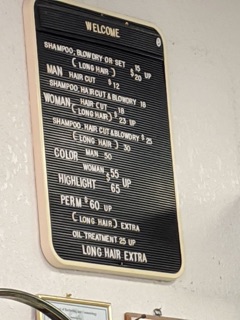 WELCOME
SHAMPOO, BLOWDRY OR SET 15
(LONG HAIR) $20 UP
MAN HAIR CUT $12
SHAMPOO, HAIRCUT & BLOWDRY 18
WOMAN HAIR CUT 18
(LONG HAIR) $23 UP
SHAMPOO, HAIR CUT & BLOWDRY $25
(LONG HAIR) 30
COLOR MAN 50
WOMAN $55 UP
HIGHLIGHT 65
PERM $60 UP
(LONG HAIR) EXTRA
OIL TREATMENT 25 UP
LONG HAIR EXTRA